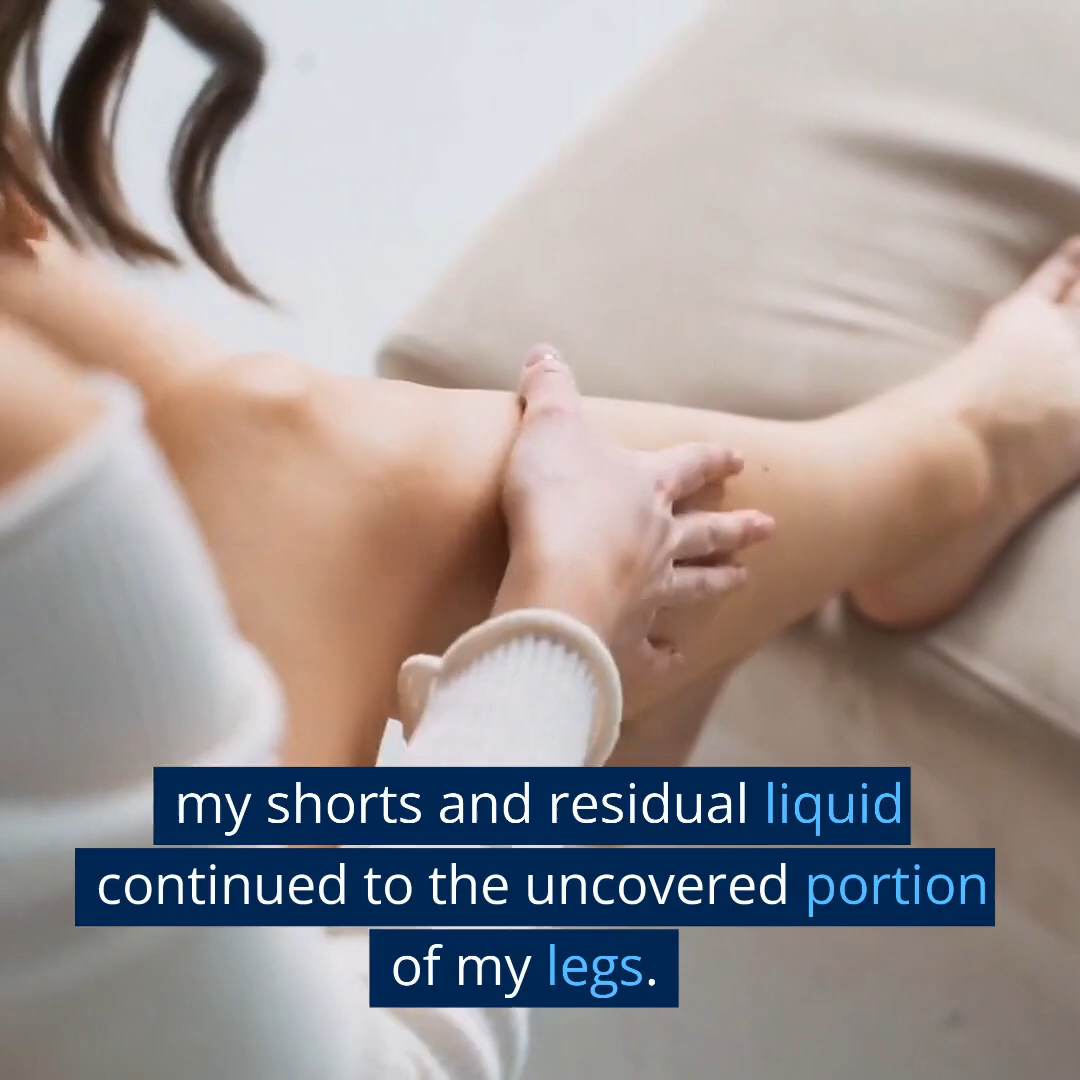 my shorts and residual liquid
continued to the uncovered portion
of my legs.